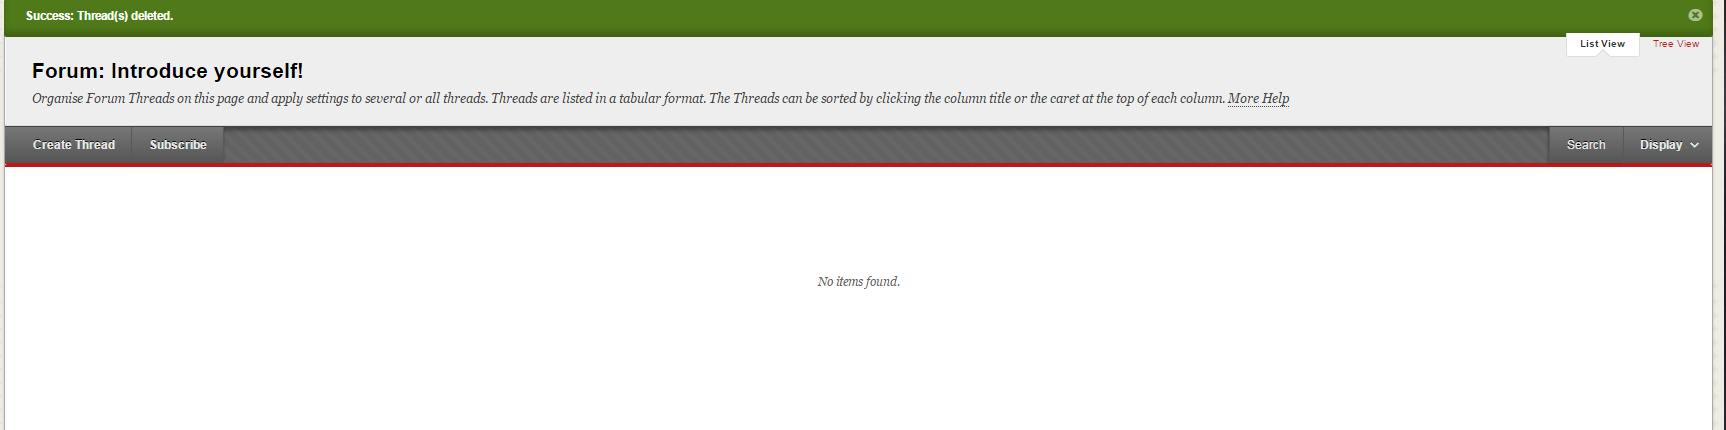 Success: Thread(s) deleted.
List View
Tree View
Forum: Introduce yourself!
Organise Forum Threads on this page and apply settings to several or all threads. Threads are listed in a tabular format. The Threads can be sorted by clicking the column title or the caret at the top of each column. More Help
Create Thread
Subscribe
Search
Display
No items found.